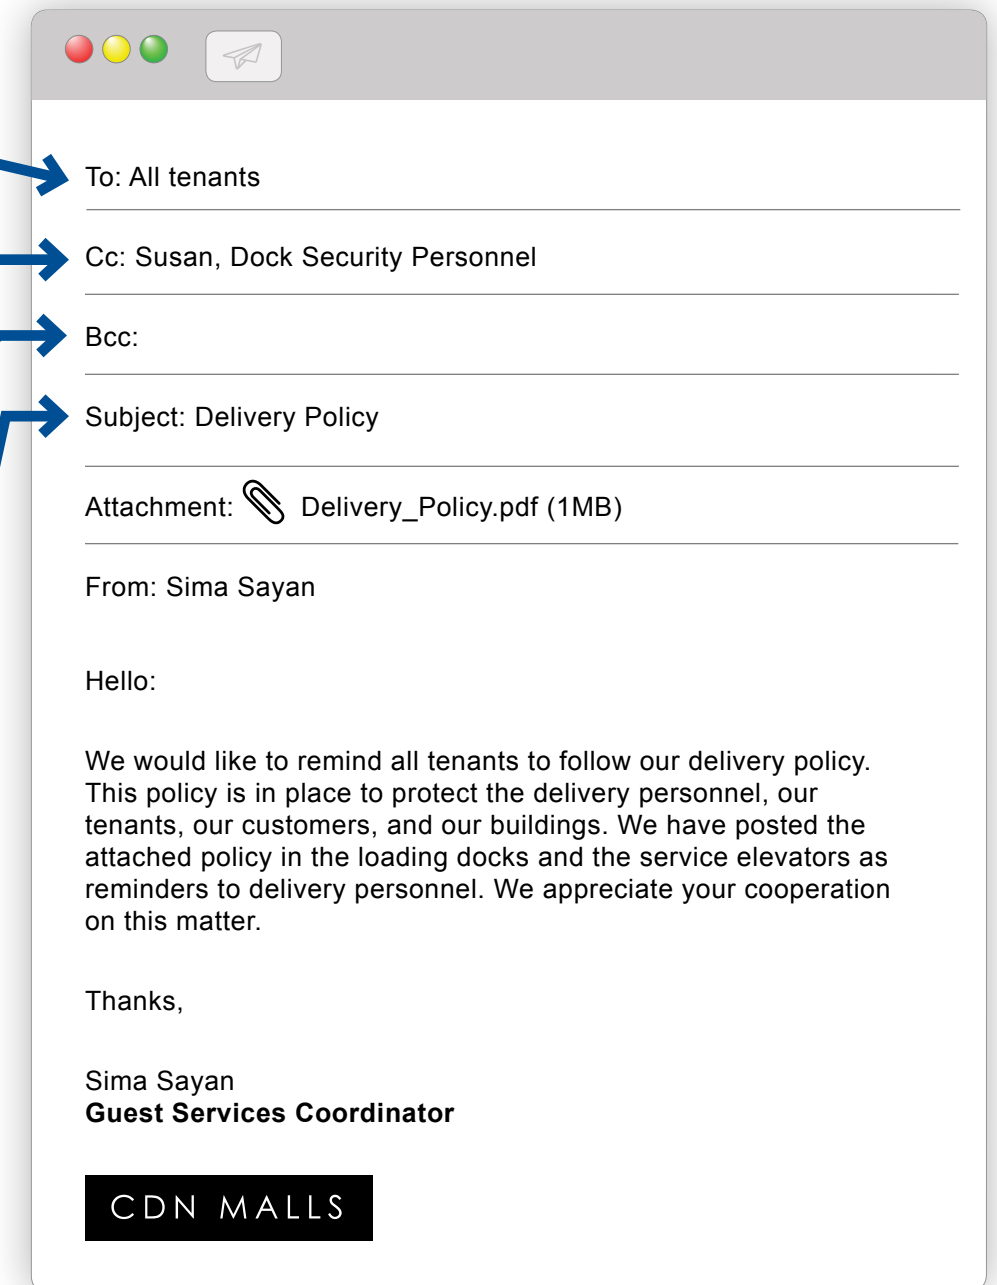 To: All tenants
Cc: Susan, Dock Security Personnel
Bcc:
Subject: Delivery Policy
Attachment: Delivery_Policy.pdf (1MB)
From: Sima Sayan
Hello:
We would like to remind all tenants to follow our delivery policy.
This policy is in place to protect the delivery personnel, our
tenants, our customers, and our buildings. We have posted the
attached policy in the loading docks and the service elevators as
reminders to delivery personnel. We appreciate your cooperation
on this matter.
Thanks,
Sima Sayan
Guest Services Coordinator
CDN MALLS